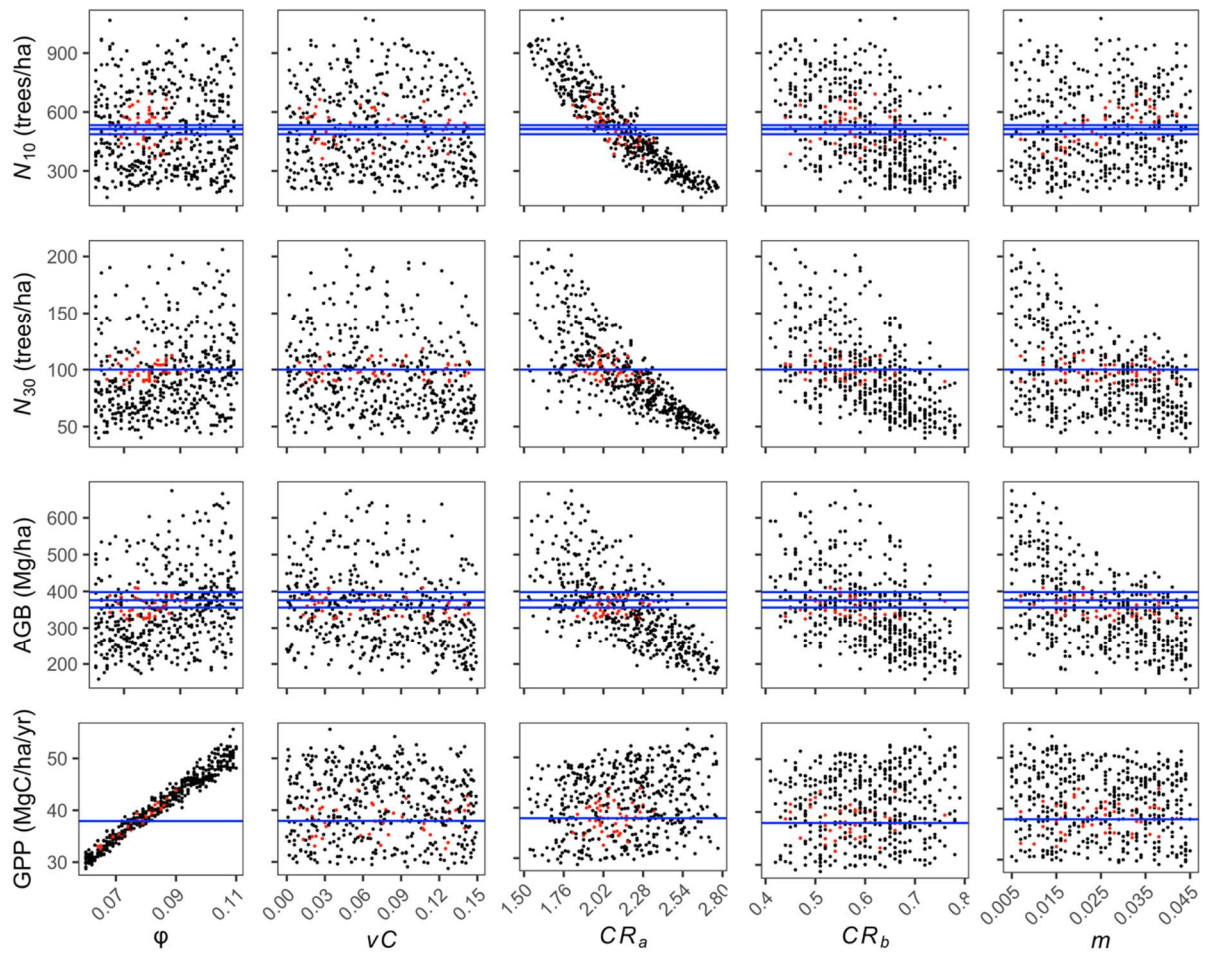 N10 (trees/ha)
900
600
300
N30 (trees/ha)
200
150
100
50
AGB (Mg/ha)
600
500
400
300
200
GPP (MgC/ha/yr)
50
40
30
0.07 0.09 0.11
0.00 0.03 0.06 0.09 0.12 0.15
1.50 1.76 2.02 2.28 2.54 2.80
0.4 0.5 0.6 0.7 0.8
0.005 0.015 0.025 0.035 0.045
φ vC CRa CRb m